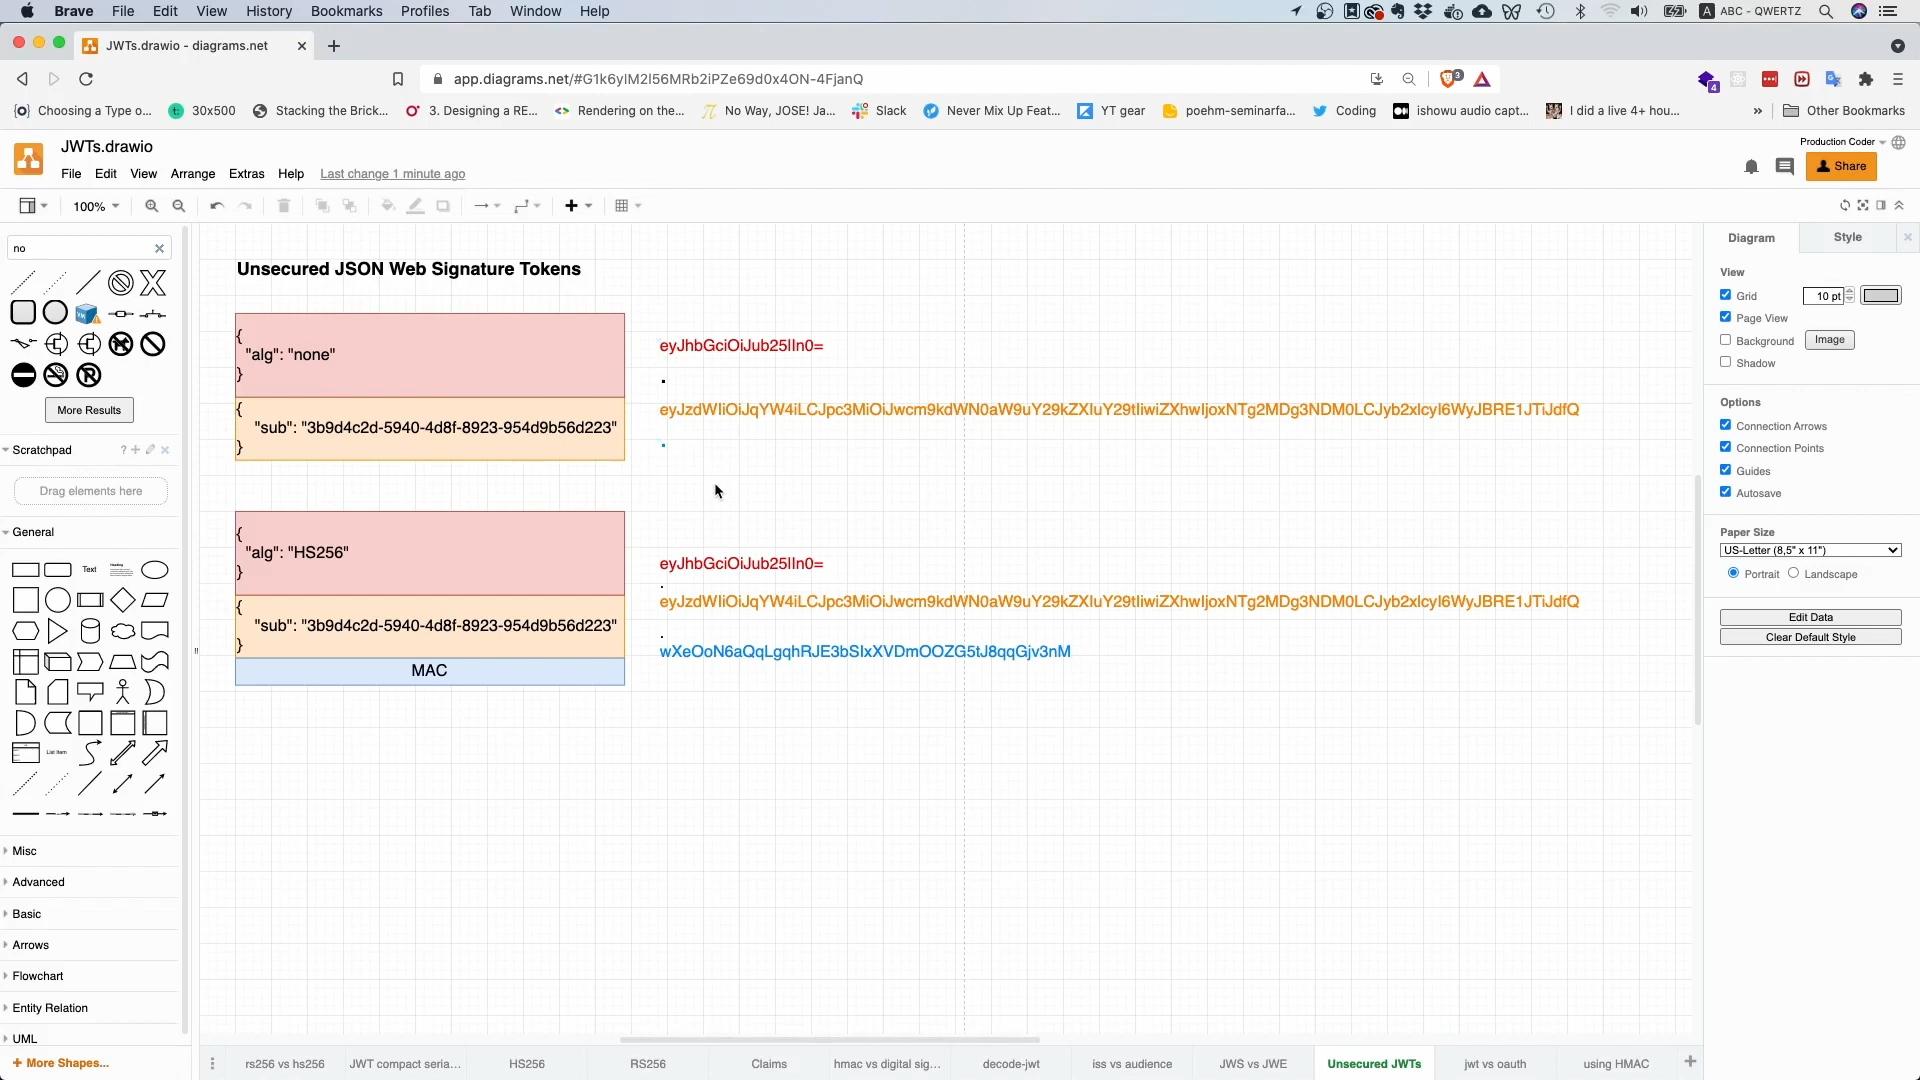 Brave File Edit View History Bookmarks Profiles Tab Window Help
A ABC - QWERTZ
JWTs.drawio - diagrams.net
app.diagrams.net/#G1k6ylM2l56MRb2iPZe69d0x4ON-4FjanQ
3
4
Choosing a Type o... 30x500 Stacking the Brick... 3. Designing a RE... Rendering on the... No Way, JOSE! Ja... Slack Never Mix Up Feat... YT gear poehm-seminarfa... Coding ishowu audio capt... I did a live 4+ hou... » Other Bookmarks
JWTs.drawio
Production Coder
File Edit View Arrange Extras Help Last change 1 minute ago
Share
100%
no
More Results
Scratchpad
Drag elements here
General
Text
Heading
List Item
Misc
Advanced
Basic
Arrows
Flowchart
Entity Relation
UML
+ More Shapes...
Unsecured JSON Web Signature Tokens
{
"alg": "none"
}
{
"sub": "3b9d4c2d-5940-4d8f-8923-954d9b56d223"
}
eyJhbGciOiJub25lIn0=
.
eyJzdWIiOiJqYW4iLCJpc3MiOiJwcm9kdWN0aW9uY29kZXIuY29tIiwiZXhwIjoxNTg2MDg3NDM0LCJyb2xlcyI6WyJBRE1JTiJdfQ
.
{
"alg": "HS256"
}
{
"sub": "3b9d4c2d-5940-4d8f-8923-954d9b56d223"
}
MAC
eyJhbGciOiJub25lIn0=
.
eyJzdWIiOiJqYW4iLCJpc3MiOiJwcm9kdWN0aW9uY29kZXIuY29tIiwiZXhwIjoxNTg2MDg3NDM0LCJyb2xlcyI6WyJBRE1JTiJdfQ
.
wXeOoN6aQqLgqhRJE3bSIxXVDmOOZG5tJ8qqGjv3nM
Diagram Style
View
Grid 10 pt
Page View
Background Image
Shadow
Options
Connection Arrows
Connection Points
Guides
Autosave
Paper Size
US-Letter (8,5" x 11")
Portrait Landscape
Edit Data
Clear Default Style
rs256 vs hs256 JWT compact seria... HS256 RS256 Claims hmac vs digital sig... decode-jwt iss vs audience JWS vs JWE Unsecured JWTs jwt vs oauth using HMAC